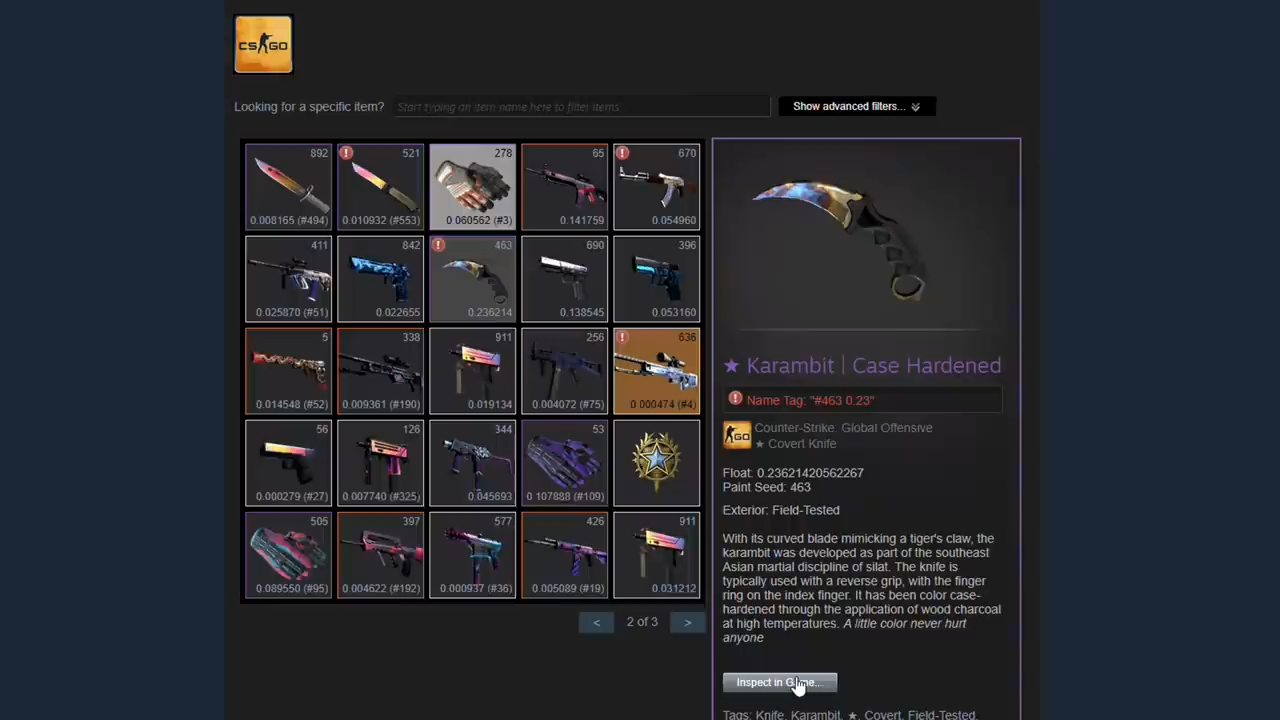 CS GO
Looking for a specific item?
Start typing an item name here to filter items
Show advanced filters...
892
521
278
65
670
0.008165 (#494)
0.010932 (#553)
0.060562 (#3)
0.141759
0.054960
411
842
463
690
396
0.025870 (#51)
0.022655
0.236214
0.138545
0.053160
5
338
911
256
636
0.014548 (#52)
0.009361 (#190)
0.019134
0.004072 (#75)
0.000474 (#4)
56
126
344
53
0.000279 (#27)
0.007740 (#325)
0.045693
0.107888 (#109)
505
397
577
426
911
0.089550 (#95)
0.004622 (#192)
0.000937 (#36)
0.005089 (#19)
0.031212
< 2 of 3 >
★ Karambit | Case Hardened
Name Tag: "#463 0.23"
GO
Counter-Strike: Global Offensive
★ Covert Knife
Float: 0.23621420562267
Paint Seed: 463
Exterior: Field-Tested
With its curved blade mimicking a tiger's claw, the
karambit was developed as part of the southeast
Asian martial discipline of silat. The knife is
typically used with a reverse grip, with the finger
ring on the index finger. It has been color case-
hardened through the application of wood charcoal
at high temperatures. A little color never hurt
anyone
Inspect in Game...
Tags: Knife, Karambit, ★, Covert, Field-Tested,